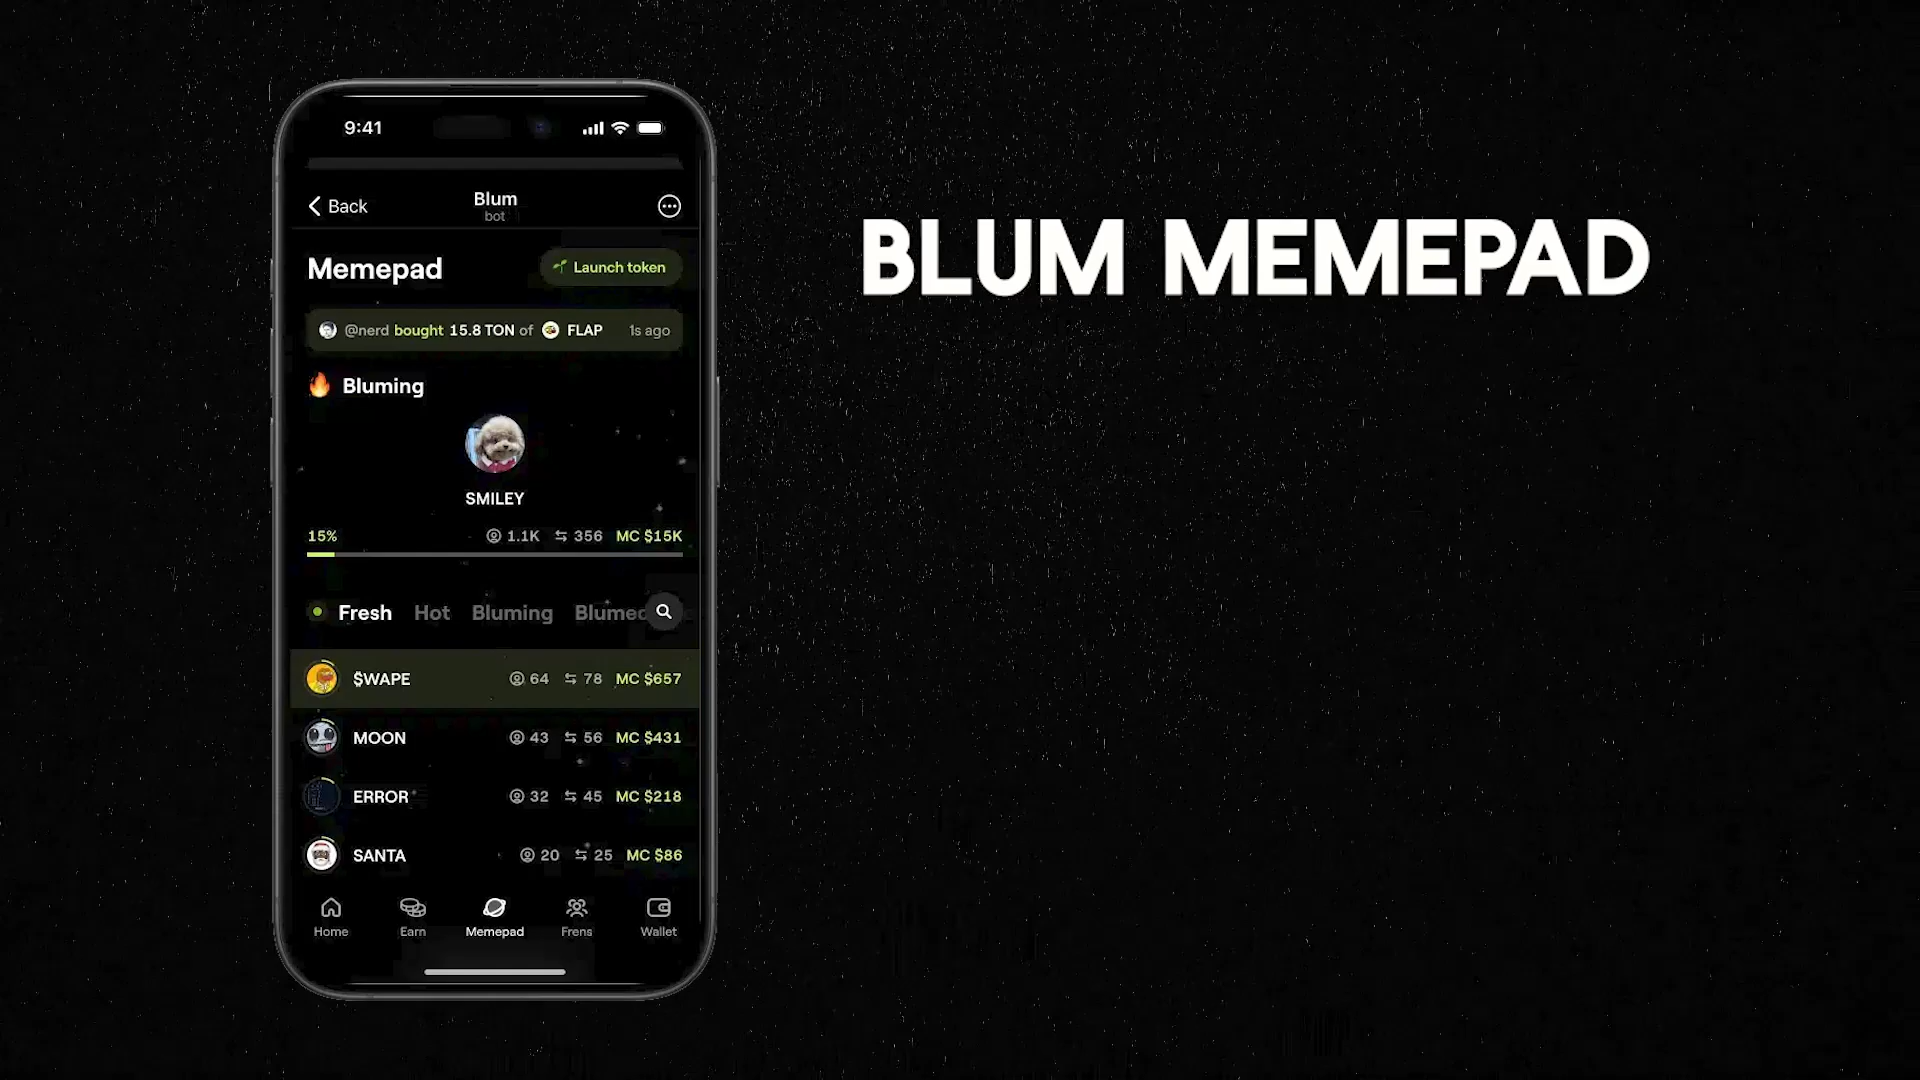 9:41
Back
Blum
bot
Memepad
Launch token
@nerd bought 15.8 TON of FLAP 1s ago
Bluming
SMILEY
15% 1.1K 356 MC $15K
Fresh Hot Bluming Blumed
$WAPE 64 78 MC $657
MOON 43 56 MC $431
ERROR 32 45 MC $218
SANTA 20 25 MC $86
Home Earn Memepad Frens Wallet
BLUM MEMEPAD